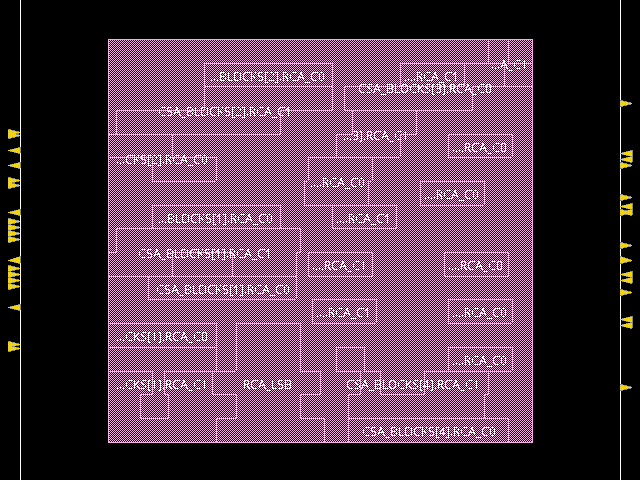 ..A_C1
...BLOCKS[2].RCA_C0
...RCA_C1
CSA_BLOCKS[3].RCA_C0
CSA_BLOCKS[2].RCA_C1
...3].RCA_C1
...RCA_C0
...CKS[2].RCA_C0
...RCA_C0
...RCA_C0
...BLOCKS[1].RCA_C0
...RCA_C1
CSA_BLOCKS[1].RCA_C1
...RCA_C1
...RCA_C0
CSA_BLOCKS[1].RCA_C0
...RCA_C1
...RCA_C0
...CKS[1].RCA_C0
...RCA_C0
...CKS[1].RCA_C1
RCA_LSB
CSA_BLOCKS[4].RCA_C1
CSA_BLOCKS[4].RCA_C0